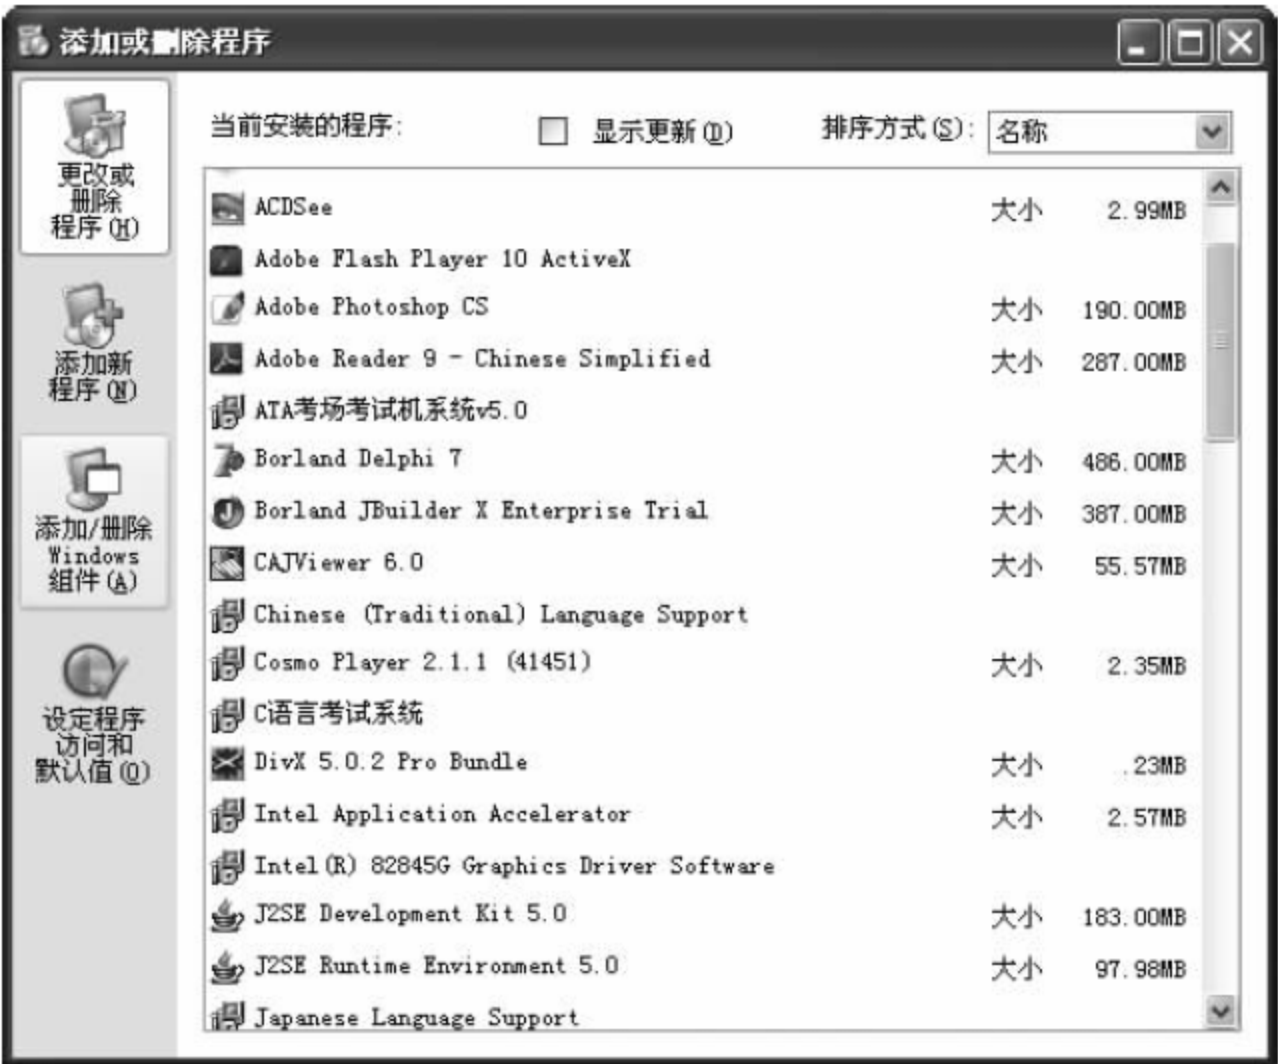 添加或删除程序
更改或
删除
程序(H)
添加新
程序(N)
添加/删除
Windows
组件(A)
设定程序
访问和
默认值(O)
当前安装的程序: 显示更新(D) 排序方式(S): 名称
ACDSee 大小 2.99MB
Adobe Flash Player 10 ActiveX
Adobe Photoshop CS 大小 190.00MB
Adobe Reader 9 - Chinese Simplified 大小 287.00MB
ATA考场考试机系统v5.0
Borland Delphi 7 大小 486.00MB
Borland JBuilder X Enterprise Trial 大小 387.00MB
CAJViewer 6.0 大小 55.57MB
Chinese (Traditional) Language Support
Cosmo Player 2.1.1 (41451) 大小 2.35MB
C语言考试系统
DivX 5.0.2 Pro Bundle 大小 .23MB
Intel Application Accelerator 大小 2.57MB
Intel(R) 82845G Graphics Driver Software
J2SE Development Kit 5.0 大小 183.00MB
J2SE Runtime Environment 5.0 大小 97.98MB
Japanese Language Support